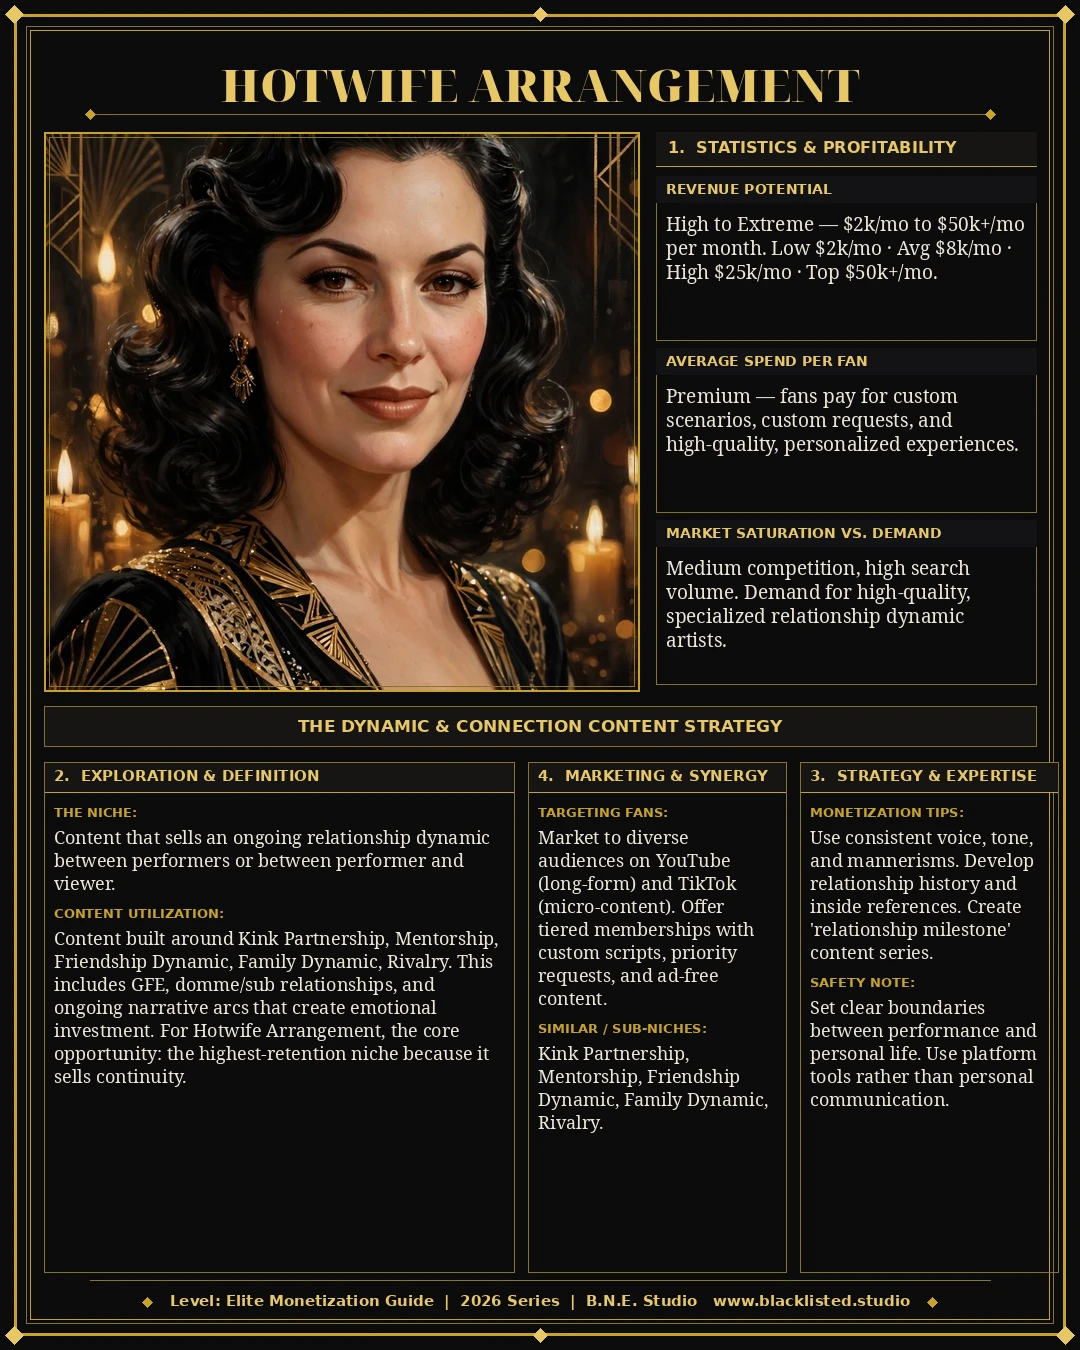 HOTWIFE ARRANGEMENT
1. STATISTICS & PROFITABILITY
REVENUE POTENTIAL
High to Extreme — $2k/mo to $50k+/mo
per month. Low $2k/mo · Avg $8k/mo ·
High $25k/mo · Top $50k+/mo.
AVERAGE SPEND PER FAN
Premium — fans pay for custom
scenarios, custom requests, and
high-quality, personalized experiences.
MARKET SATURATION VS. DEMAND
Medium competition, high search
volume. Demand for high-quality,
specialized relationship dynamic
artists.
THE DYNAMIC & CONNECTION CONTENT STRATEGY
2. EXPLORATION & DEFINITION
THE NICHE:
Content that sells an ongoing relationship dynamic
between performers or between performer and
viewer.
CONTENT UTILIZATION:
Content built around Kink Partnership, Mentorship,
Friendship Dynamic, Family Dynamic, Rivalry. This
includes GFE, domme/sub relationships, and
ongoing narrative arcs that create emotional
investment. For Hotwife Arrangement, the core
opportunity: the highest-retention niche because it
sells continuity.
4. MARKETING & SYNERGY
TARGETING FANS:
Market to diverse
audiences on YouTube
(long-form) and TikTok
(micro-content). Offer
tiered memberships with
custom scripts, priority
requests, and ad-free
content.
SIMILAR / SUB-NICHES:
Kink Partnership,
Mentorship, Friendship
Dynamic, Family Dynamic,
Rivalry.
3. STRATEGY & EXPERTISE
MONETIZATION TIPS:
Use consistent voice, tone,
and mannerisms. Develop
relationship history and
inside references. Create
'relationship milestone'
content series.
SAFETY NOTE:
Set clear boundaries
between performance and
personal life. Use platform
tools rather than personal
communication.
Level: Elite Monetization Guide | 2026 Series | B.N.E. Studio www.blacklisted.studio